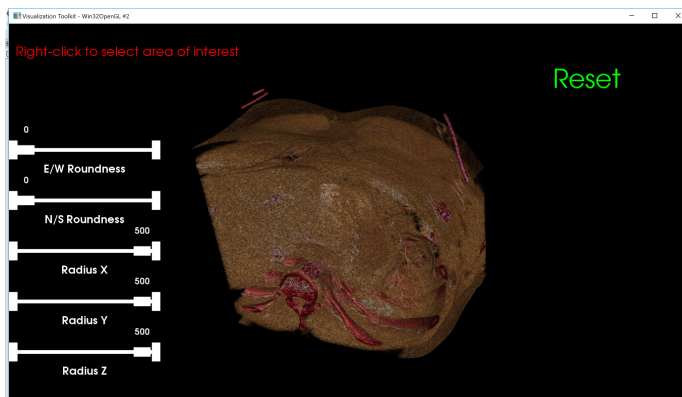 Visualization Toolkit - Win32OpenGL #2
Right-click to select area of interest
Reset
0
E/W Roundness
0
N/S Roundness
500
Radius X
500
Radius Y
500
Radius Z